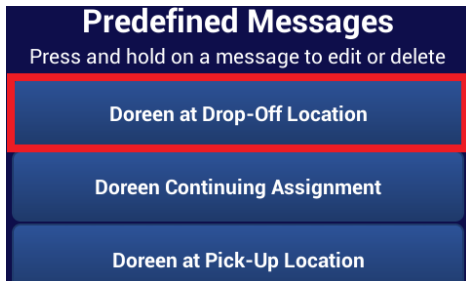 Predefined Messages
Press and hold on a message to edit or delete
Doreen at Drop-Off Location
Doreen Continuing Assignment
Doreen at Pick-Up Location